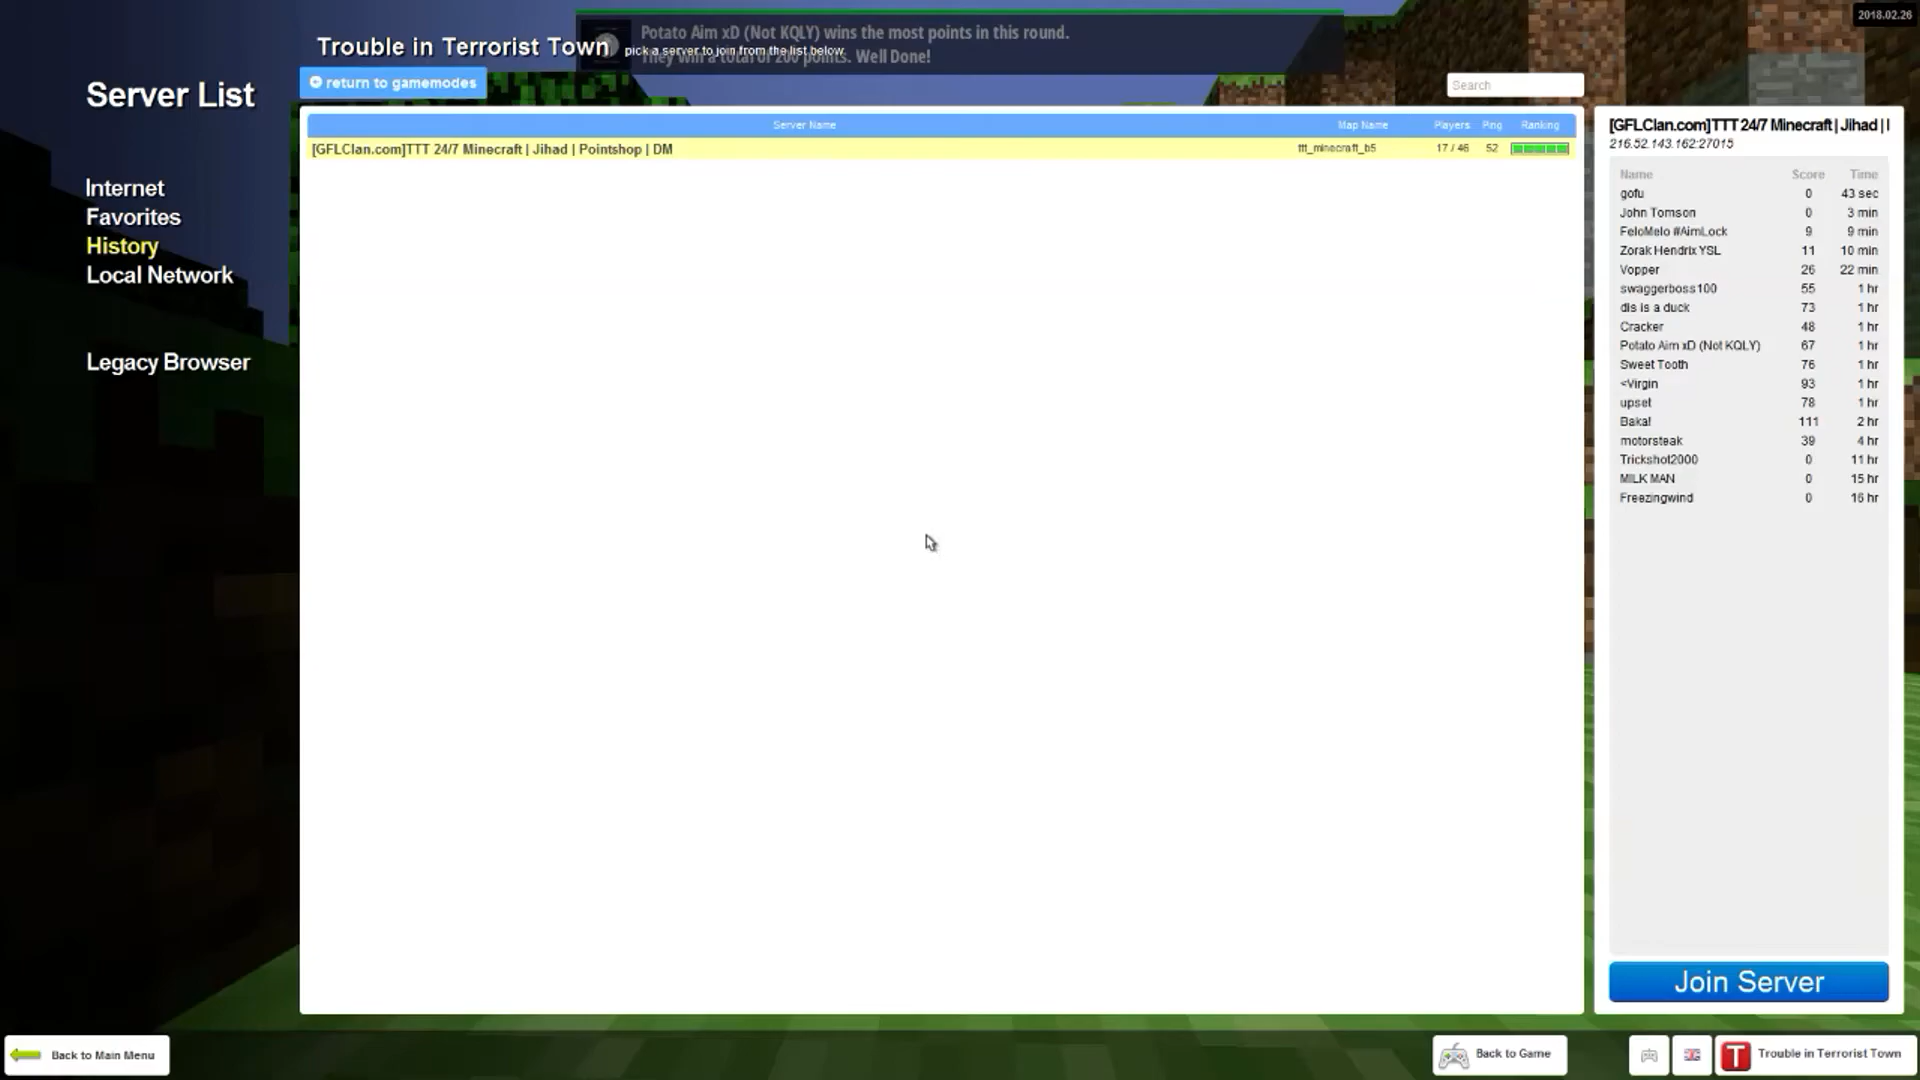 2018.02.26
Potato Aim xD (Not KQLY) wins the most points in this round.
They win a total of 200 points. Well Done!
Trouble in Terrorist Town pick a server to join from the list below.
Server List
return to gamemodes
Search
Internet
Favorites
History
Local Network
Legacy Browser
Server Name Map Name Players Ping Ranking
[GFLClan.com]TTT 24/7 Minecraft | Jihad | Pointshop | DM ttt_minecraft_b5 17 / 46 52
[GFLClan.com]TTT 24/7 Minecraft | Jihad |
216.52.143.162:27015
Name Score Time
gofu 0 43 sec
John Tomson 0 3 min
FeloMelo #AimLock 9 9 min
Zorak Hendrix YSL 11 10 min
Vopper 26 22 min
swaggerboss100 55 1 hr
dis is a duck 73 1 hr
Cracker 48 1 hr
Potato Aim xD (Not KQLY) 67 1 hr
Sweet Tooth 76 1 hr
<Virgin 93 1 hr
upset 78 1 hr
Baka! 111 2 hr
motorsteak 39 4 hr
Trickshot2000 0 11 hr
MILK MAN 0 15 hr
Freezingwind 0 16 hr
Join Server
Back to Main Menu
Back to Game
T Trouble in Terrorist Town